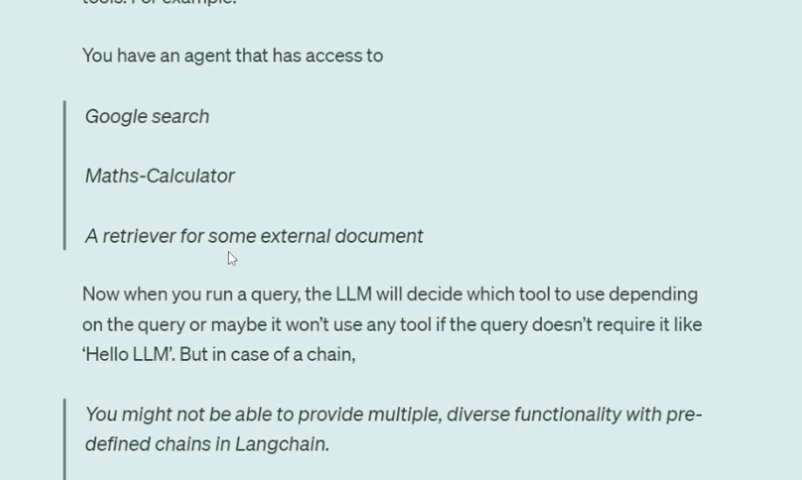 tools. For example:
You have an agent that has access to
Google search
Maths-Calculator
A retriever for some external document
Now when you run a query, the LLM will decide which tool to use depending
on the query or maybe it won't use any tool if the query doesn't require it like
‘Hello LLM’. But in case of a chain,
You might not be able to provide multiple, diverse functionality with pre-
defined chains in Langchain.